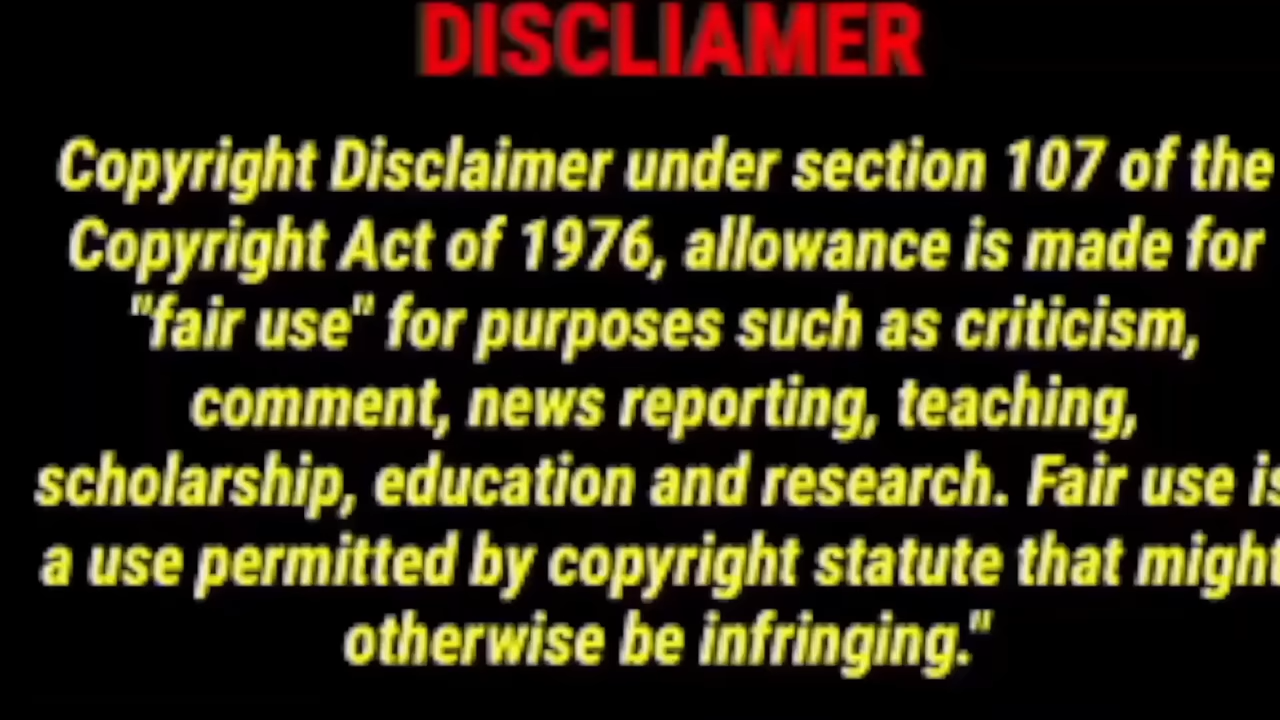 DISCLIAMER
Copyright Disclaimer under section 107 of the
Copyright Act of 1976, allowance is made for
"fair use" for purposes such as criticism,
comment, news reporting, teaching,
scholarship, education and research. Fair use is
a use permitted by copyright statute that might
otherwise be infringing."